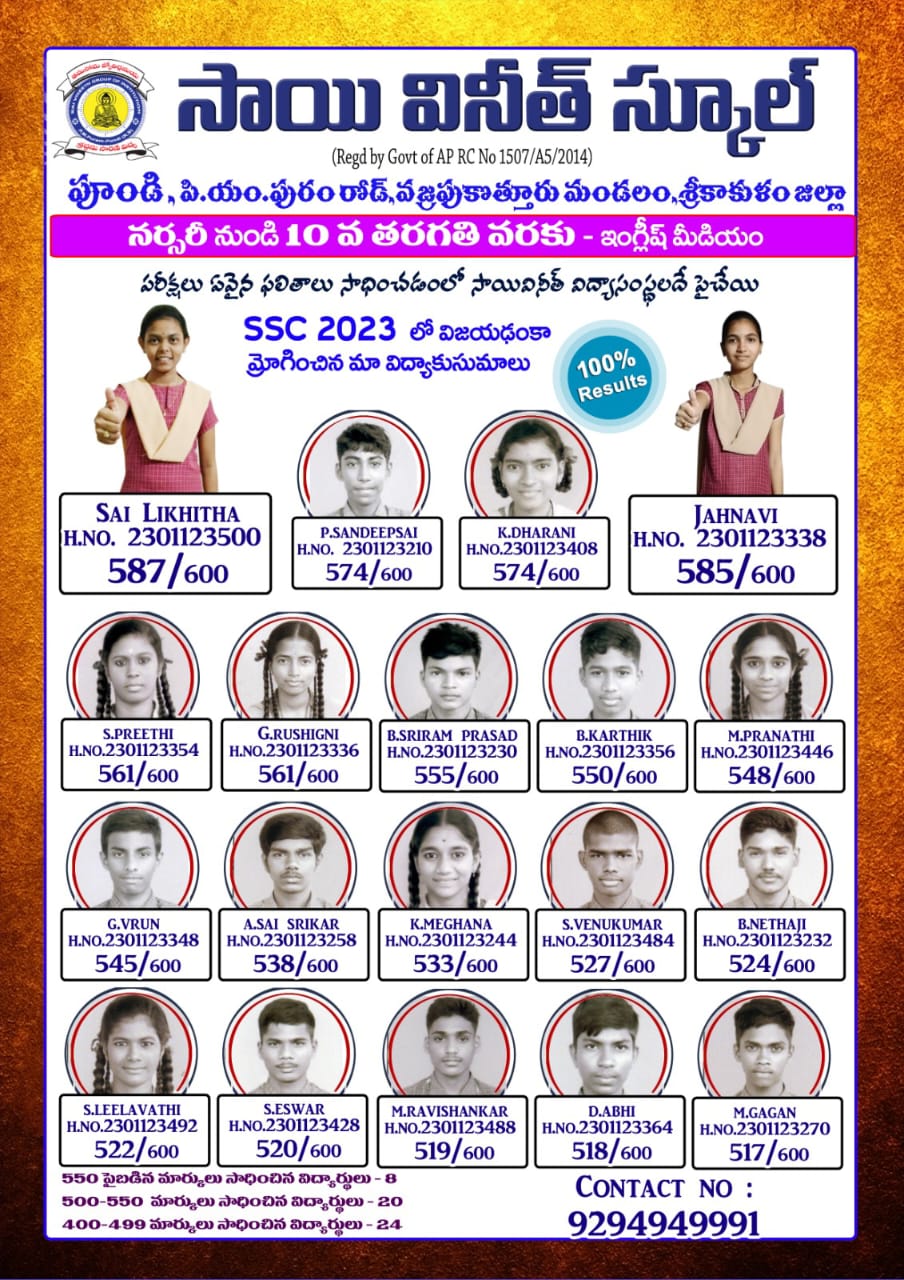 సాయి వినీత్ స్కూల్
(Regd by Govt of AP RC No 1507/A5/2014)
పూండి, పి.యం.పురం రోడ్,వజ్రపుకొత్తూరు మండలం,శ్రీకాకుళం జిల్లా
నర్సరీ నుండి 10 వ తరగతి వరకు - ఇంగ్లీష్ మీడియం
పరీక్షలు ఏవైన ఫలితాలు సాధించడంలో సాయివినీత్ విద్యాసంస్థలదే పైచేయి
SSC 2023 లో విజయఢంకా
మ్రోగించిన మా విద్యాకుసుమాలు
100%
Results
SAI LIKHITHA
H.NO. 2301123500
587/600
P.SANDEEPSAI
H.NO. 2301123210
574/600
K.DHARANI
H.NO.2301123408
574/600
JAHNAVI
H.NO. 2301123338
585/600
S.PREETHI
H.NO.2301123354
561/600
G.RUSHIGNI
H.NO.2301123336
561/600
B.SRIRAM PRASAD
H.NO.2301123230
555/600
B.KARTHIK
H.NO.2301123356
550/600
M.PRANATHI
H.NO.2301123446
548/600
G.VRUN
H.NO.2301123348
545/600
A.SAI SRIKAR
H.NO.2301123258
538/600
K.MEGHANA
H.NO.2301123244
533/600
S.VENUKUMAR
H.NO.2301123484
527/600
B.NETHAJI
H.NO.2301123232
524/600
S.LEELAVATHI
H.NO.2301123492
522/600
S.ESWAR
H.NO.2301123428
520/600
M.RAVISHANKAR
H.NO.2301123488
519/600
D.ABHI
H.NO.2301123364
518/600
M.GAGAN
H.NO.2301123270
517/600
550 పైబడిన మార్కులు సాధించిన విద్యార్థులు - 8
500-550 మార్కులు సాధించిన విద్యార్థులు - 20
400-499 మార్కులు సాధించిన విద్యార్థులు - 24
CONTACT NO :
9294949991